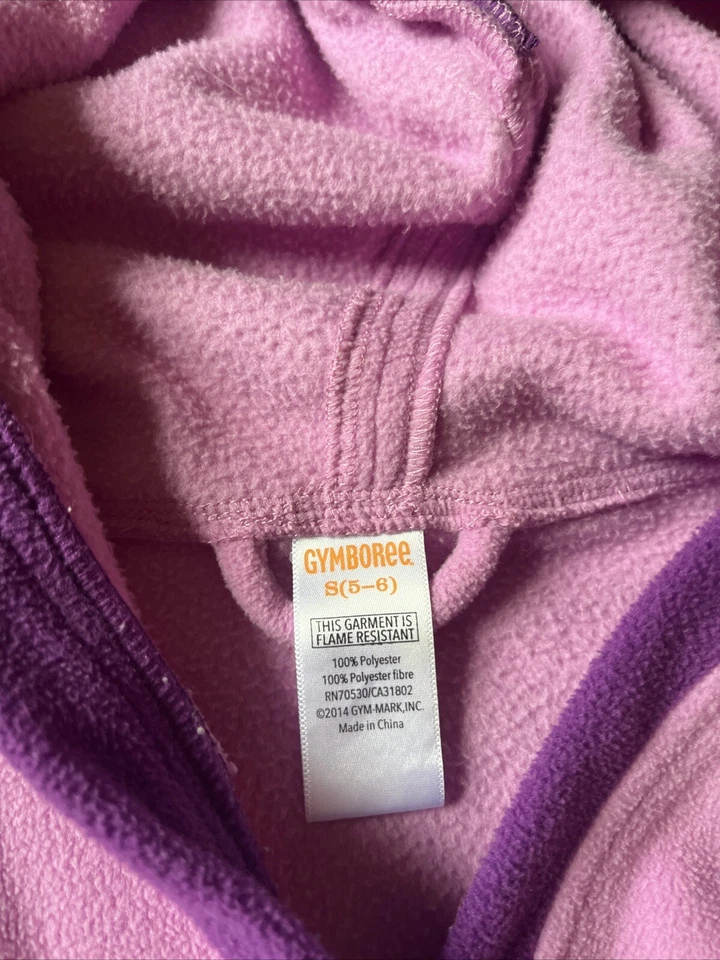 GYMBOREE.
S(5–6)
THIS GARMENT IS
FLAME RESISTANT
100% Polyester
100% Polyester fibre
RN70530/CA31802
©2014 GYM-MARK,INC.
Made in China